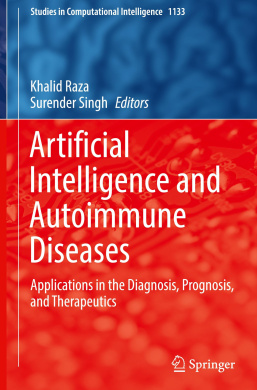 Studies in Computational Intelligence 1133
Khalid Raza
Surender Singh Editors
Artificial
Intelligence and
Autoimmune
Diseases
Applications in the Diagnosis, Prognosis,
and Therapeutics
Springer